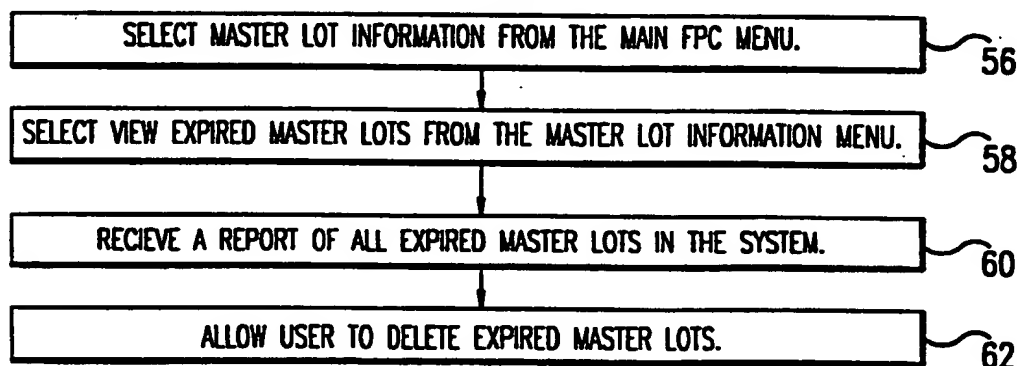 SELECT MASTER LOT INFORMATION FROM THE MAIN FPC MENU.
56
SELECT VIEW EXPIRED MASTER LOTS FROM THE MASTER LOT INFORMATION MENU.
58
RECIEVE A REPORT OF ALL EXPIRED MASTER LOTS IN THE SYSTEM.
60
ALLOW USER TO DELETE EXPIRED MASTER LOTS.
62